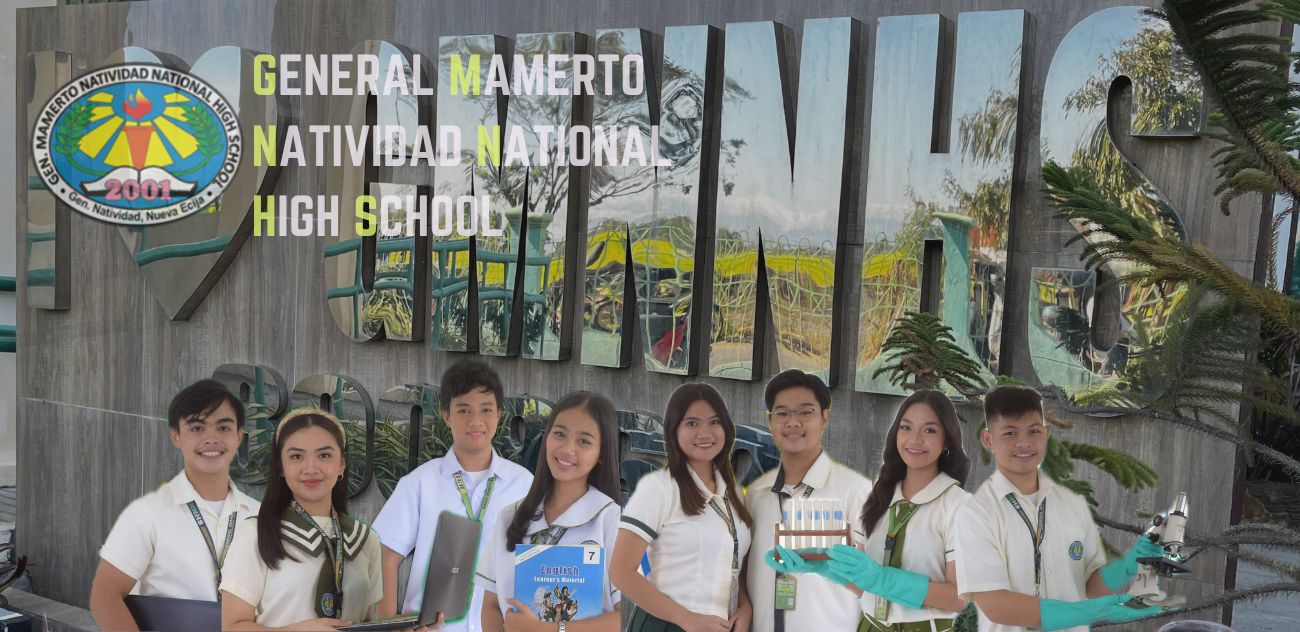 GEN. MAMERTO NATIVIDAD NATIONAL HIGH SCHOOL
2001
• Gen. Natividad, Nueva Ecija •
GENERAL MAMERTO
NATIVIDAD NATIONAL
HIGH SCHOOL
I ♥ GMNNHS
7
English
Learner's Material